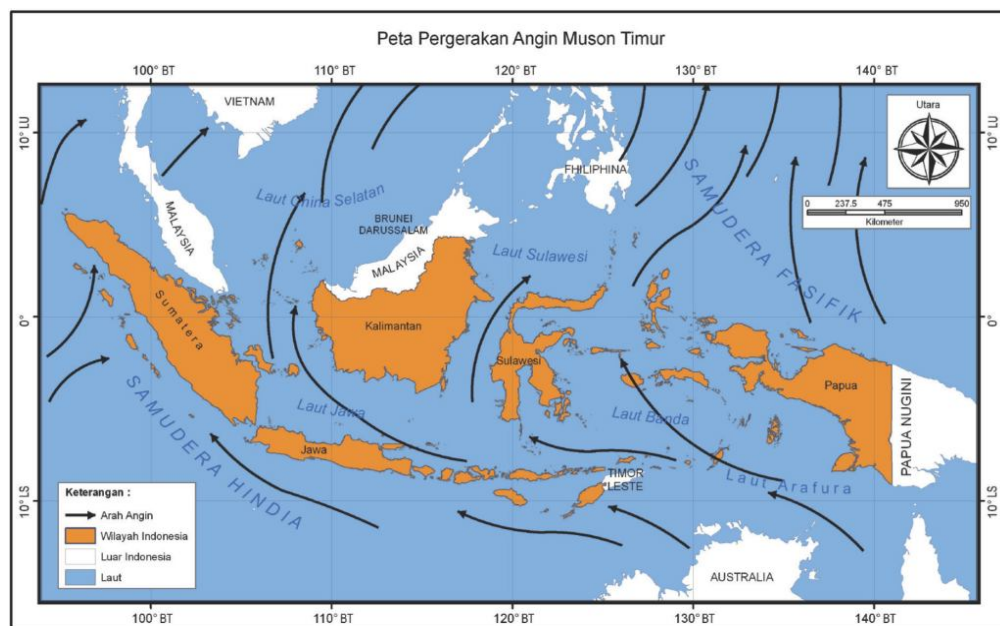 Peta Pergerakan Angin Muson Timur
100° BT
110° BT
120° BT
130° BT
140° BT
10° LU
10° LU
VIETNAM
Utara
0 237.5 475 950
Kilometer
FHILIPHINA
Laut China Selatan
MALAYSIA
BRUNEI
DARUSSALAM
MALAYSIA
Laut Sulawesi
SAMUDERA FASIFIK
0°
0°
Sumatera
Kalimantan
Sulawesi
Papua
PAPUA NUGINI
SAMUDERA HINDIA
Laut Jawa
Laut Banda
Jawa
TIMOR
LESTE
Laut Arafura
10° LS
10° LS
Keterangan :
Arah Angin
Wilayah Indonesia
Luar Indonesia
Laut
AUSTRALIA
100° BT
110° BT
120° BT
130° BT
140° BT